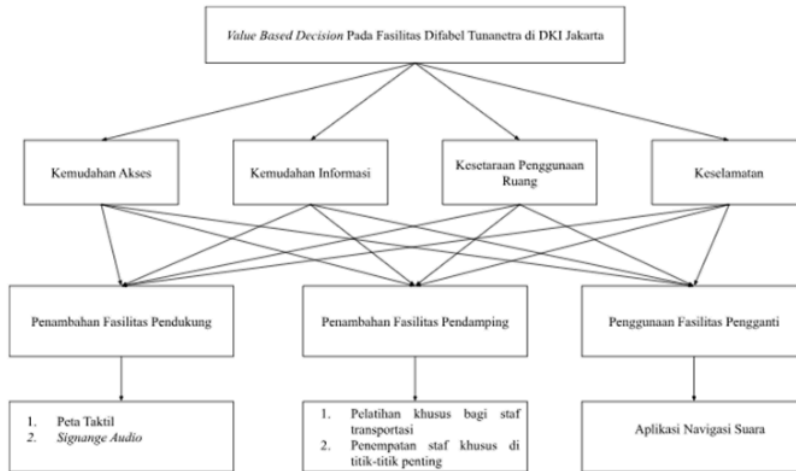 Value Based Decision Pada Fasilitas Difabel Tunanetra di DKI Jakarta
Kemudahan Akses
Kemudahan Informasi
Kesetaraan Penggunaan
Ruang
Keselamatan
Penambahan Fasilitas Pendukung
Penambahan Fasilitas Pendamping
Penggunaan Fasilitas Pengganti
1. Peta Taktil
2. Signange Audio
1. Pelatihan khusus bagi staf
transportasi
2. Penempatan staf khusus di
titik-titik penting
Aplikasi Navigasi Suara